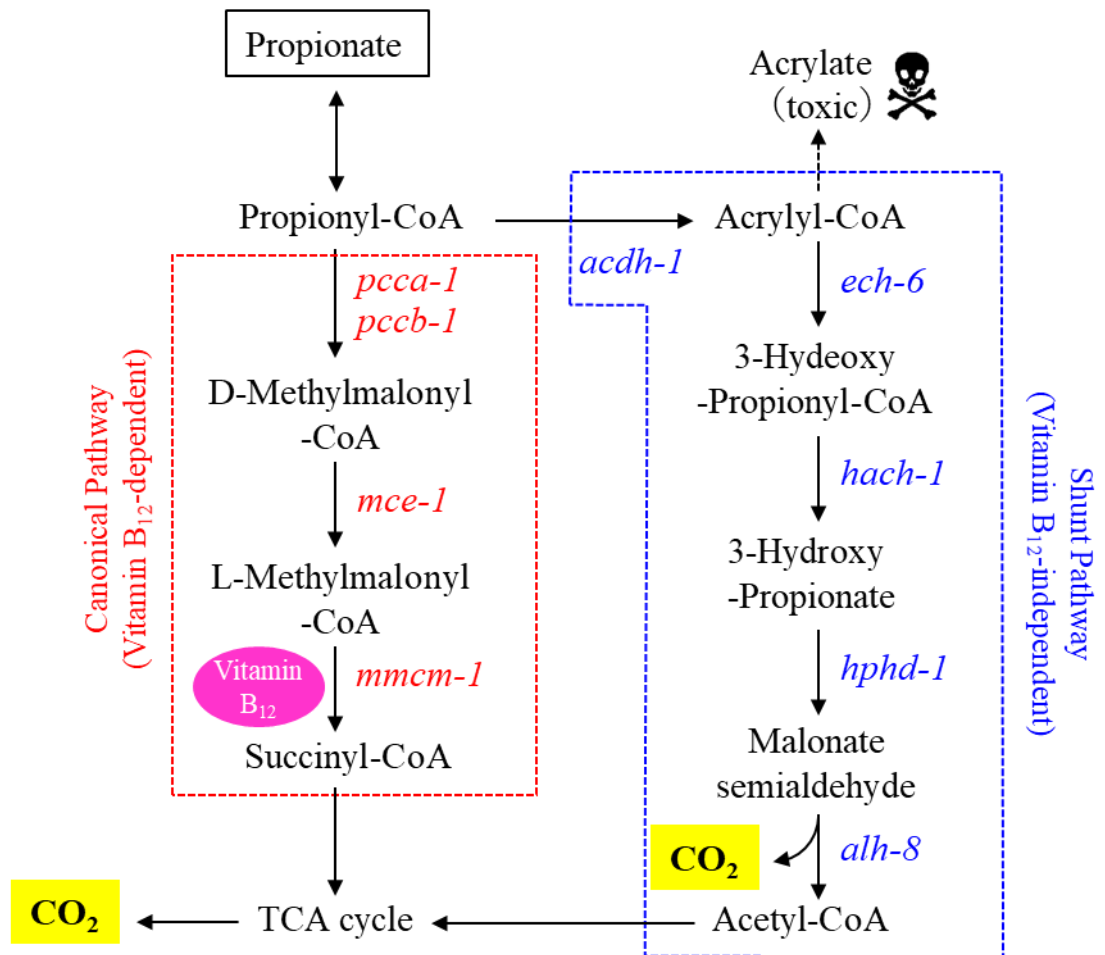 Propionate
Acrylate
(toxic）
Propionyl-CoA
Acrylyl-CoA
acdh-1
pcca-1
pccb-1
ech-6
D-Methylmalonyl
-CoA
3-Hydeoxy
-Propionyl-CoA
mce-1
hach-1
L-Methylmalonyl
-CoA
3-Hydroxy
-Propionate
Vitamin
B₁₂
mmcm-1
hphd-1
Succinyl-CoA
Malonate
semialdehyde
CO₂
alh-8
CO₂
TCA cycle
Acetyl-CoA
Canonical Pathway
(Vitamin B₁₂-dependent)
Shunt Pathway
(Vitamin B₁₂-independent)